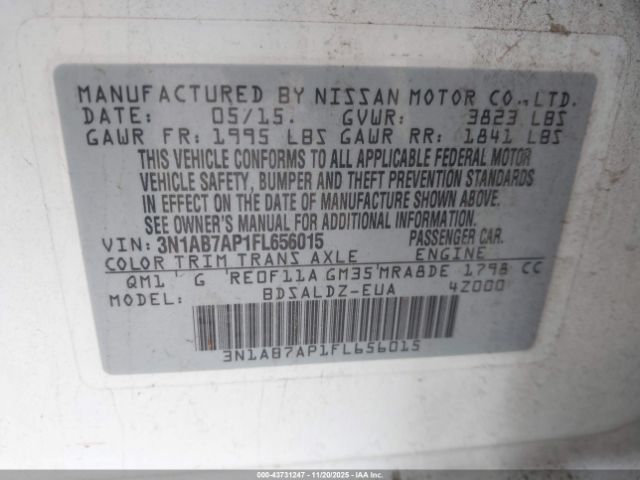 MANUFACTURED BY NISSAN MOTOR CO., LTD.
DATE: 05/15. GVWR: 3823 LBS
GAWR FR: 1995 LBS GAWR RR: 1841 LBS
THIS VEHICLE CONFORMS TO ALL APPLICABLE FEDERAL MOTOR
VEHICLE SAFETY, BUMPER AND THEFT PREVENTION STANDARDS
IN EFFECT ON THE DATE OF MANUFACTURE SHOWN ABOVE.
SEE OWNER'S MANUAL FOR ADDITIONAL INFORMATION.
VIN: 3N1AB7AP1FL656015 PASSENGER CAR.
COLOR TRIM TRANS AXLE ENGINE
QM1 G RE0F11A GM35 MRA8DE 1798 CC
MODEL: BDSALDZ-EUA 4Z000
3N1AB7AP1FL656015
000-43731247 - 11/20/2025 - IAA, Inc.